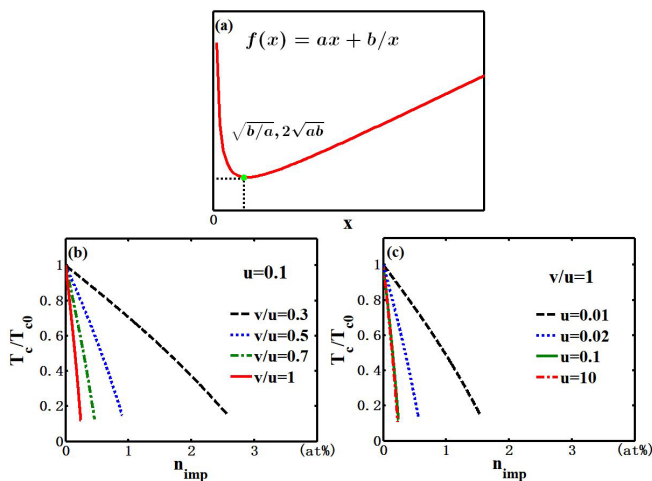 (a)
f(x) = ax + b/x
√b/a, 2√ab
0
x
(b)
u=0.1
v/u=0.3
v/u=0.5
v/u=0.7
v/u=1
1
0.8
0.6
0.4
0.2
0
0 1 2 3 (at%)
T_c/T_c0
n_imp
(c)
v/u=1
u=0.01
u=0.02
u=0.1
u=10
1
0.8
0.6
0.4
0.2
0
0 1 2 3 (at%)
T_c/T_c0
n_imp